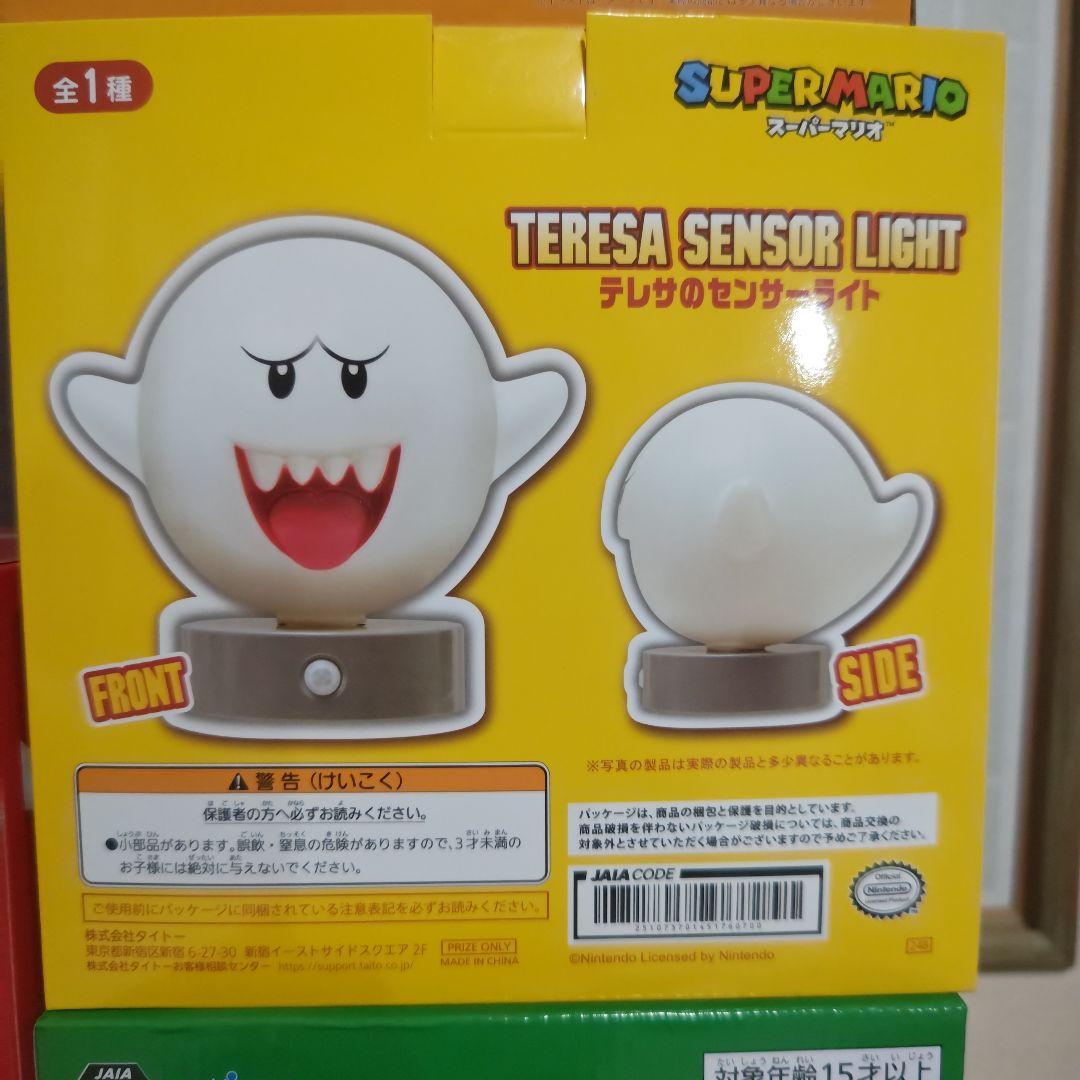 全1種
SUPER MARIO
スーパーマリオ™
TERESA SENSOR LIGHT
テレサのセンサーライト
FRONT
SIDE
※写真の製品は実際の製品と多少異なることがあります。
⚠警告(けいこく)
保護者の方へ必ずお読みください。
●小部品があります。誤飲・窒息の危険がありますので、3才未満の
お子様には絶対に与えないでください。
ご使用前にパッケージに同梱されている注意表記を必ずお読みください。
株式会社タイトー
東京都新宿区新宿 6-27-30 新宿イーストサイドスクエア 2F
株式会社タイトーお客様相談センター https://support.taito.co.jp/
PRIZE ONLY
MADE IN CHINA
パッケージは、商品の梱包と保護を目的としています。
商品破損を伴わないパッケージ破損については、商品交換の
対象外とさせていただく場合がございますので予めご了承ください。
JAIA CODE
251073701451760700
Official
Nintendo
Licensed Product
©Nintendo Licensed by Nintendo
248
JAIA
対象年齢15才以上